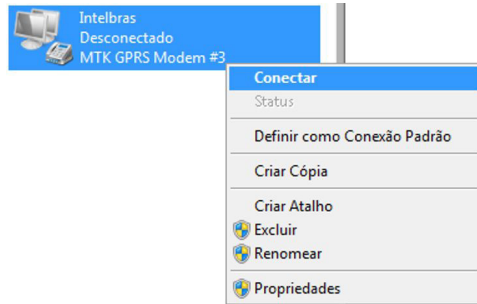 Intelbras
Desconectado
MTK GPRS Modem #3
Conectar
Status
Definir como Conexão Padrão
Criar Cópia
Criar Atalho
Excluir
Renomear
Propriedades